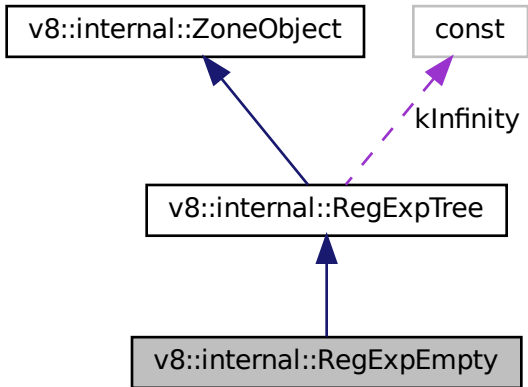 v8::internal::ZoneObject
const
kInfinity
v8::internal::RegExpTree
v8::internal::RegExpEmpty